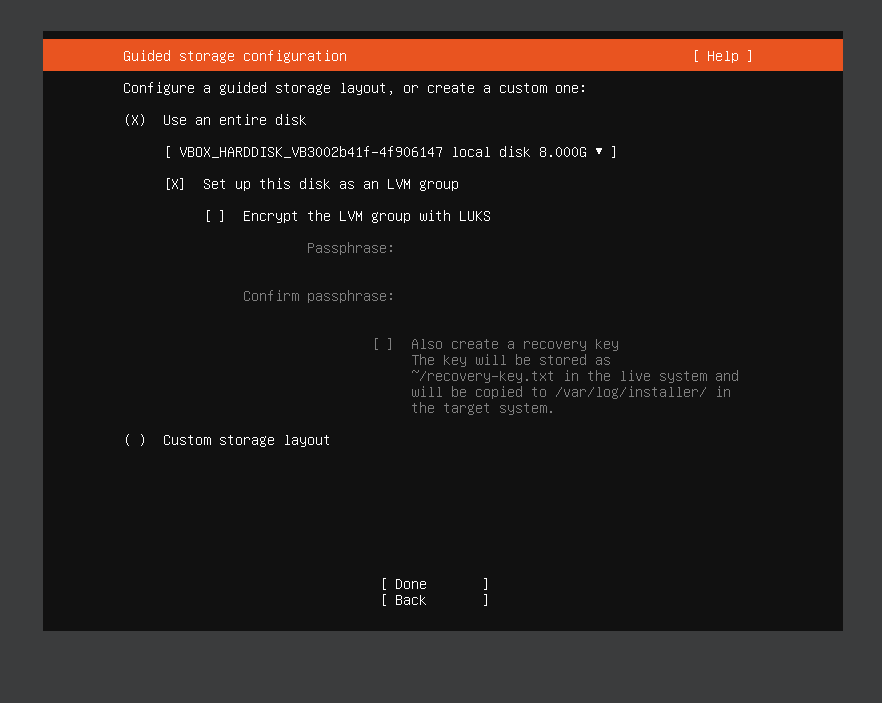 Guided storage configuration [ Help ]
Configure a guided storage layout, or create a custom one:
(X) Use an entire disk
[ VBOX_HARDDISK_VB3002b41f-4f906147 local disk 8.000G ▾ ]
[X] Set up this disk as an LVM group
[ ] Encrypt the LVM group with LUKS
Passphrase:
Confirm passphrase:
[ ] Also create a recovery key
The key will be stored as
~/recovery-key.txt in the live system and
will be copied to /var/log/installer/ in
the target system.
( ) Custom storage layout
[ Done ]
[ Back ]